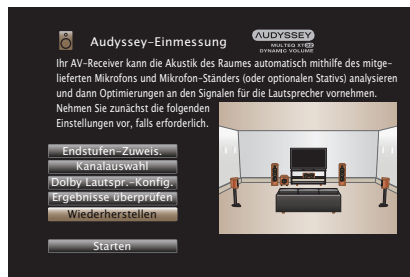 Audyssey-Einmessung
AUDYSSEY
MULTEQ XT32
DYNAMIC VOLUME
Ihr AV-Receiver kann die Akustik des Raumes automatisch mithilfe des mitge-
lieferten Mikrofons und Mikrofon-Ständers (oder optionalen Stativs) analysieren
und dann Optimierungen an den Signalen für die Lautsprecher vornehmen.
Nehmen Sie zunächst die folgenden
Einstellungen vor, falls erforderlich.
Endstufen-Zuweis.
Kanalauswahl
Dolby Lautspr.-Konfig.
Ergebnisse überprüfen
Wiederherstellen
Starten